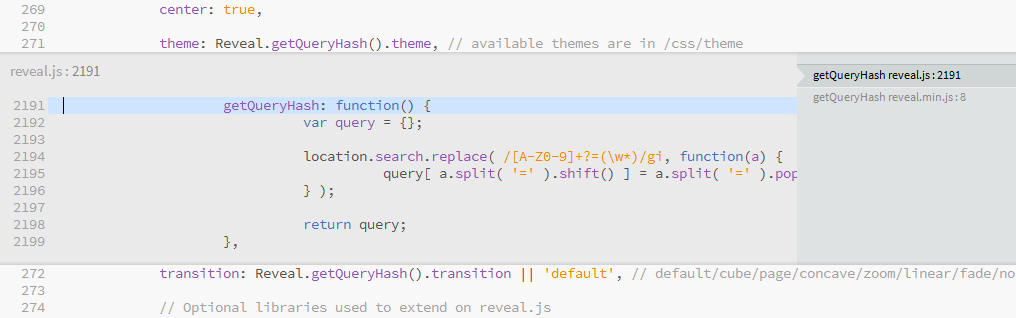 269 center: true,
270
271 theme: Reveal.getQueryHash().theme, // available themes are in /css/theme
reveal.js : 2191
getQueryHash reveal.js : 2191
getQueryHash reveal.min.js : 8
2191 getQueryHash: function() {
2192 var query = {};
2193
2194 location.search.replace( /[A-Z0-9]+?=(\w*)/gi, function(a) {
2195 query[ a.split( '=' ).shift() ] = a.split( '=' ).pop
2196 } );
2197
2198 return query;
2199 },
272 transition: Reveal.getQueryHash().transition || 'default', // default/cube/page/concave/zoom/linear/fade/no
273
274 // Optional libraries used to extend on reveal.js